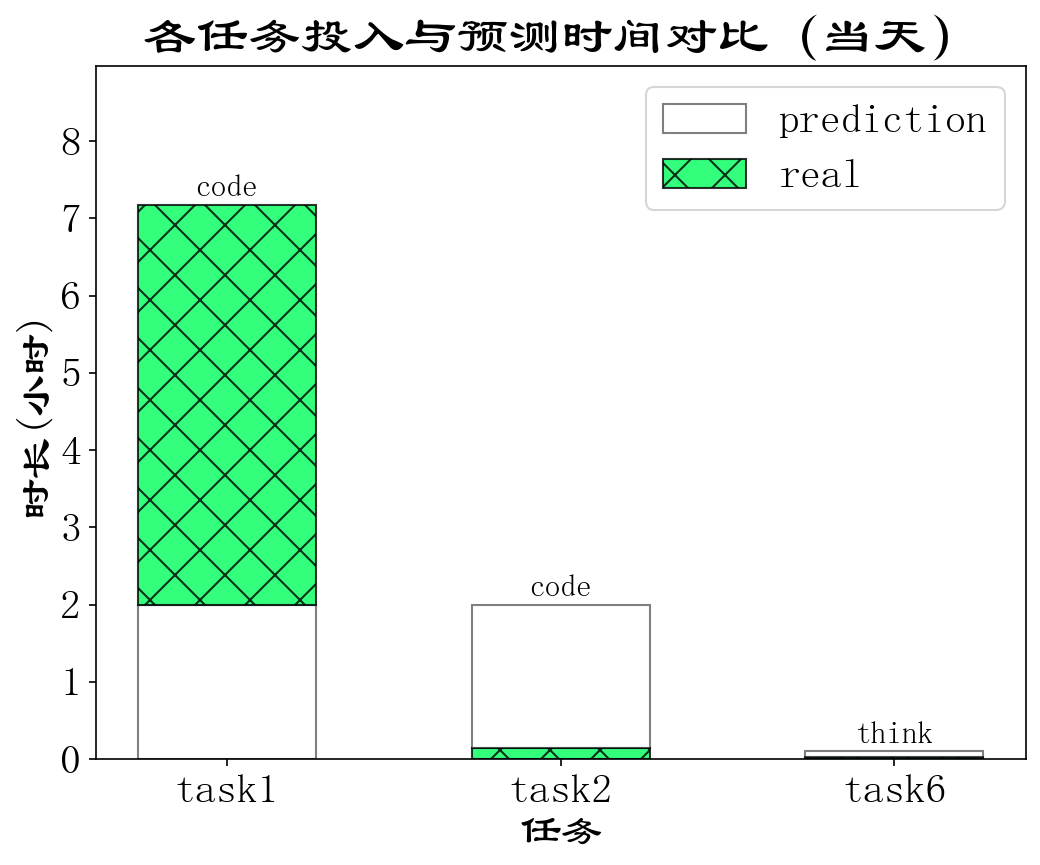 各任务投入与预测时间对比 (当天)
prediction
real
时长(小时)
8
7
6
5
4
3
2
1
0
code
code
think
task1
task2
task6
任务